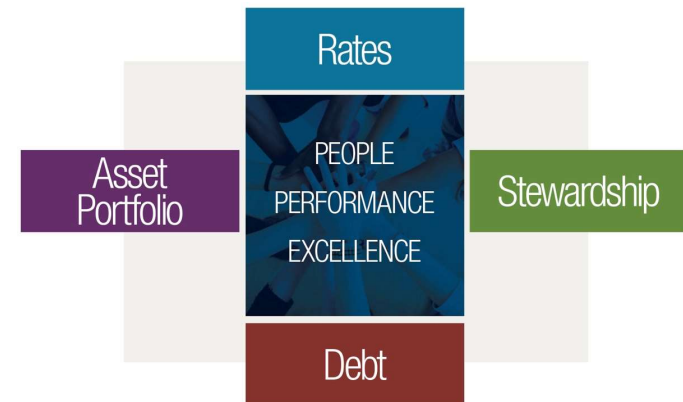 Rates
Asset
Portfolio
PEOPLE
PERFORMANCE
EXCELLENCE
Stewardship
Debt